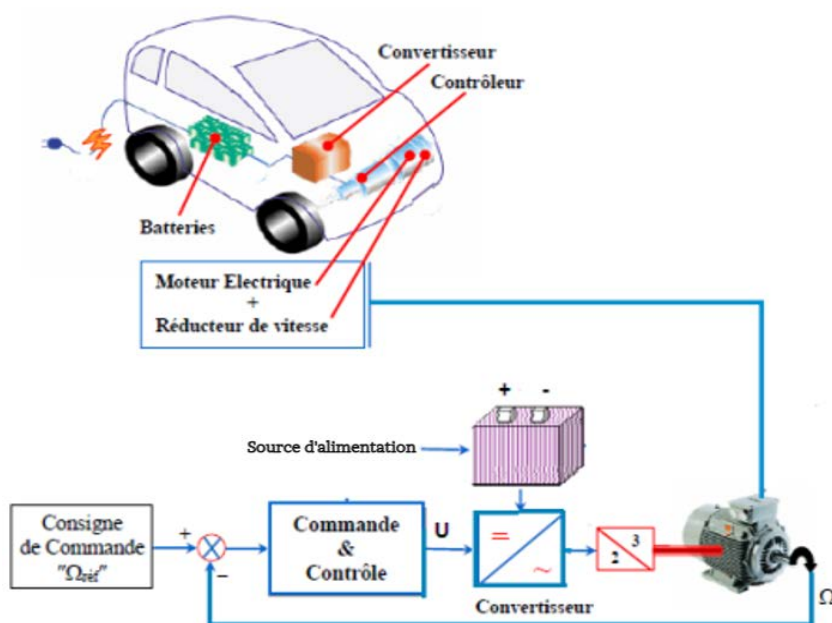 Convertisseur
Contrôleur
Batteries
Moteur Electrique
+
Réducteur de vitesse
+ -
Source d'alimentation
Consigne
de Commande
"Ωréf"
+
−
Commande
&
Contrôle
U
=
~
Convertisseur
3
2
Ω